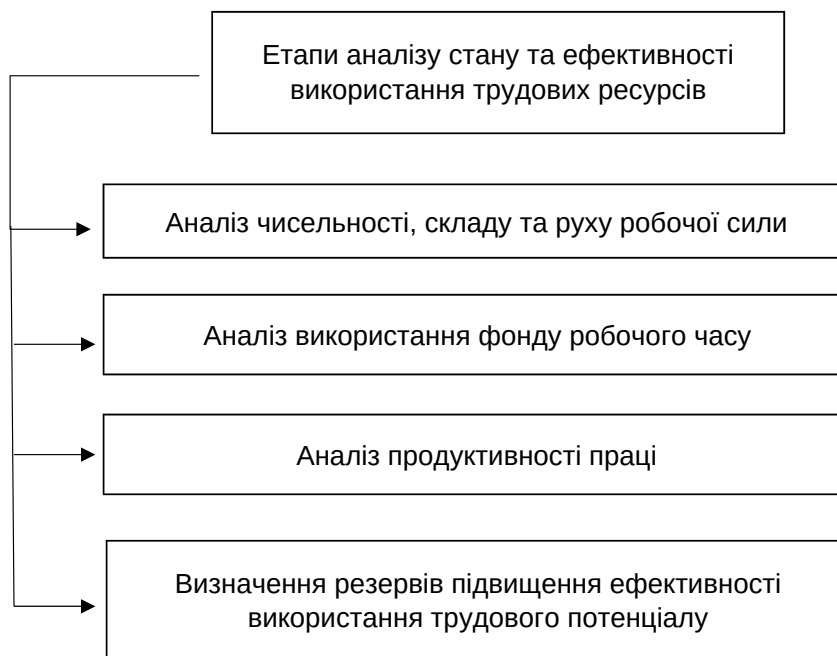 Етапи аналізу стану та ефективності
використання трудових ресурсів
Аналіз чисельності, складу та руху робочої сили
Аналіз використання фонду робочого часу
Аналіз продуктивності праці
Визначення резервів підвищення ефективності
використання трудового потенціалу